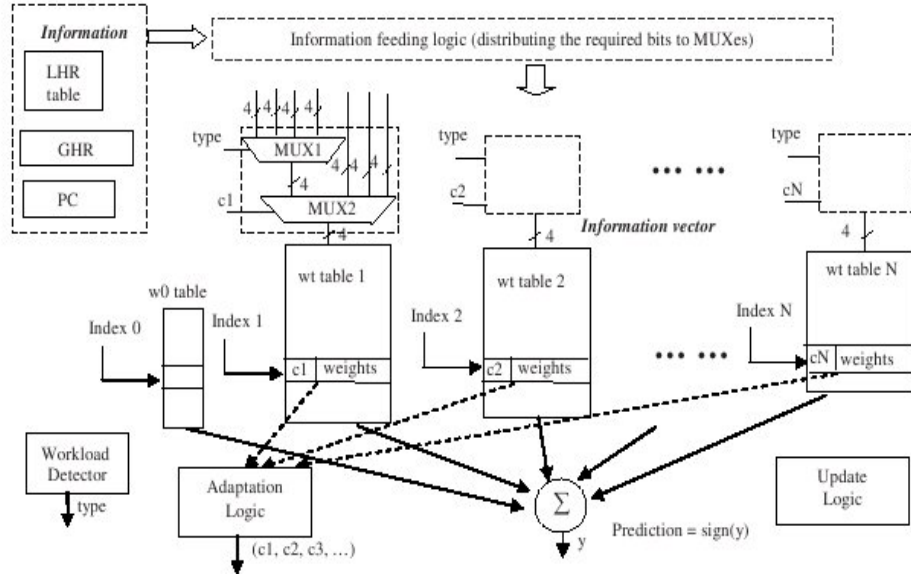 Information
Information feeding logic (distributing the required bits to MUXes)
LHR
table
GHR
PC
4 4 4 4
type
MUX1
4 4 4
4
c1
MUX2
4
type
c2
4
Information vector
type
cN
4
••• •••
wt table 1
wt table 2
wt table N
w0 table
Index 0
Index 1
Index 2
Index N
c1 weights
c2 weights
cN weights
••• •••
Workload
Detector
type
Adaptation
Logic
(c1, c2, c3, …)
Σ
y
Prediction = sign(y)
Update
Logic